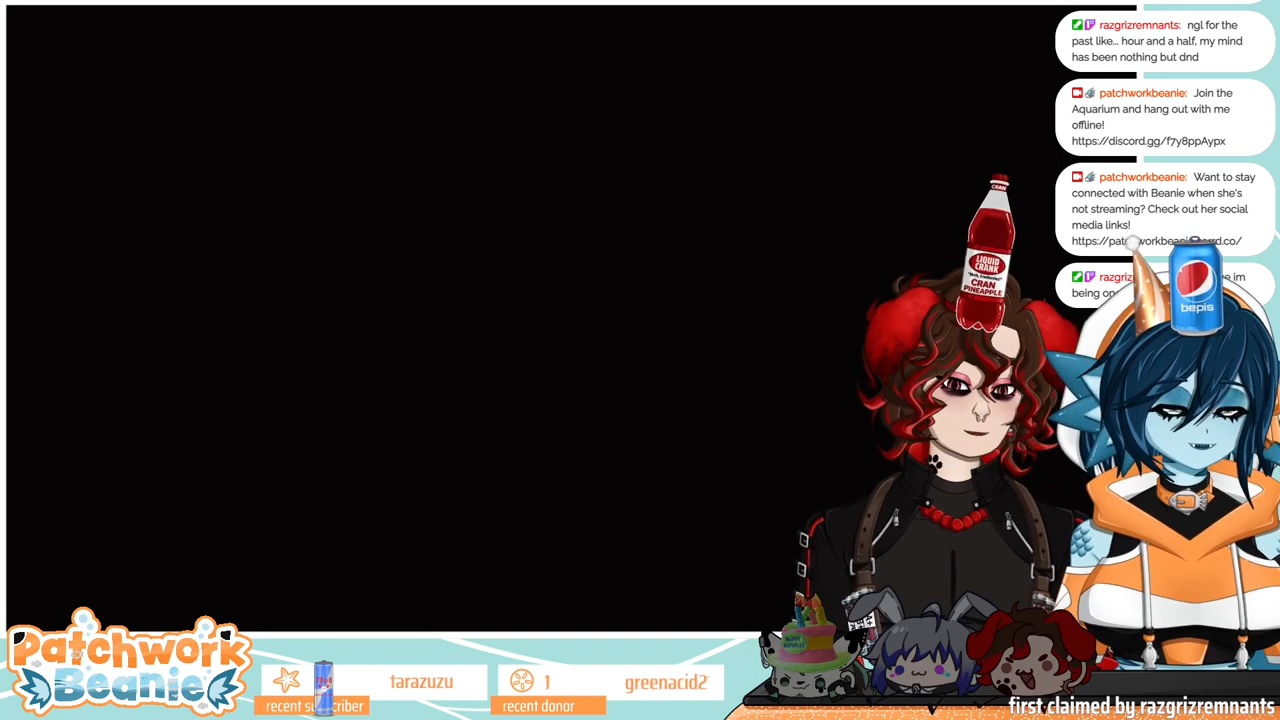 razgrizremnants: ngl for the
past like... hour and a half, my mind
has been nothing but dnd
patchworkbeanie: Join the
Aquarium and hang out with me
offline!
https://discord.gg/f7y8ppAypx
patchworkbeanie: Want to stay
connected with Beanie when she's
not streaming? Check out her social
media links!
CRAN
LIQUID
CRANK
CRAN
PINEAPPLE
bepis
im
being
Patchwork
Beanie
tarazuzu
recent
1
greenacid2
recent donor
first claimed by razgrizremnants